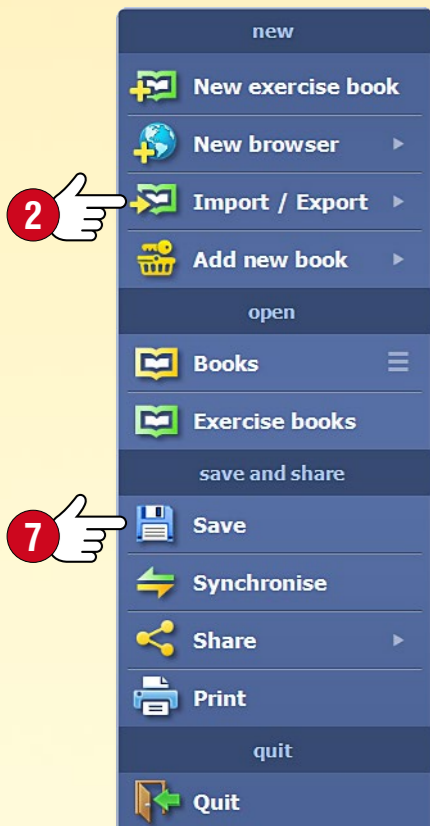 new
New exercise book
New browser
2
Import / Export
Add new book
open
Books
Exercise books
save and share
7
Save
Synchronise
Share
Print
quit
Quit